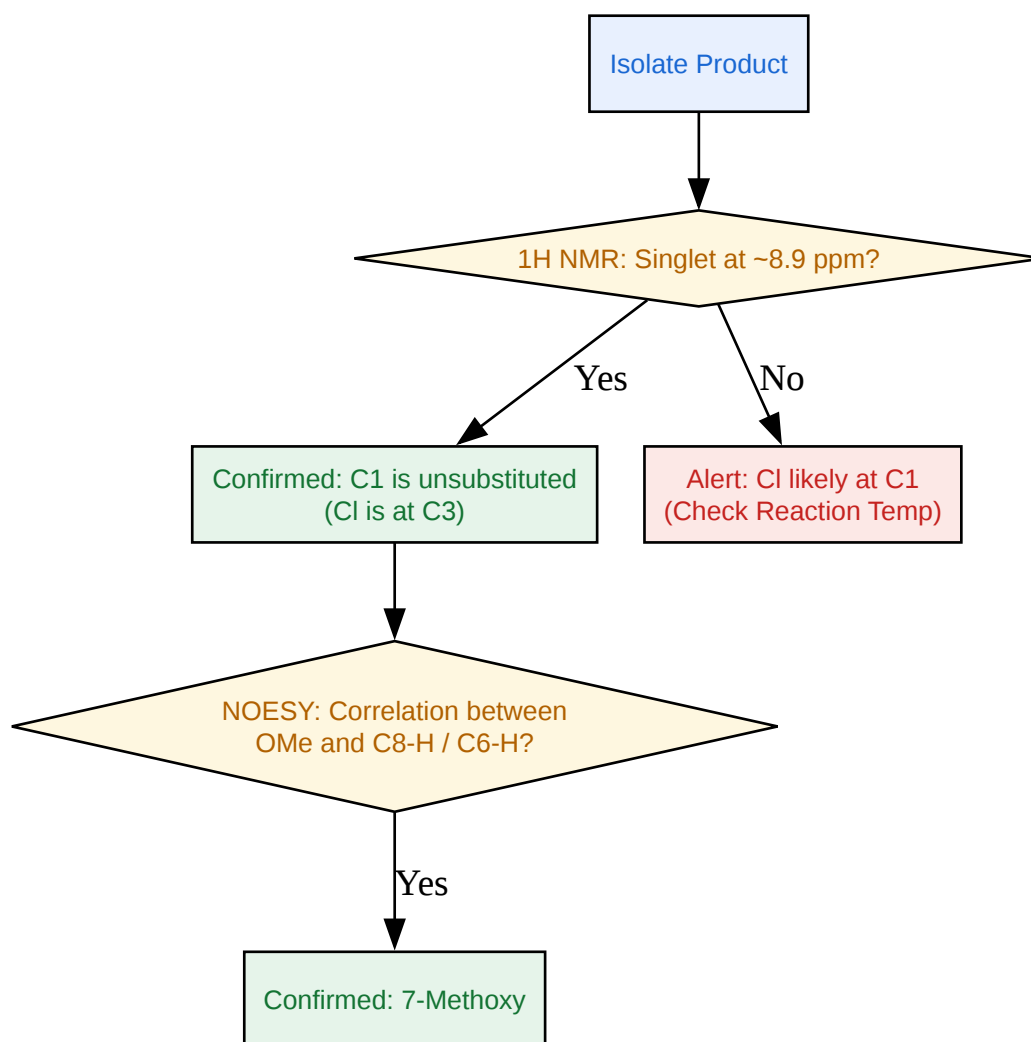 Isolate Product
1H NMR: Singlet at ~8.9 ppm?
Yes
No
Confirmed: C1 is unsubstituted
(Cl is at C3)
Alert: Cl likely at C1
(Check Reaction Temp)
NOESY: Correlation between
OMe and C8-H / C6-H?
Yes
Confirmed: 7-Methoxy